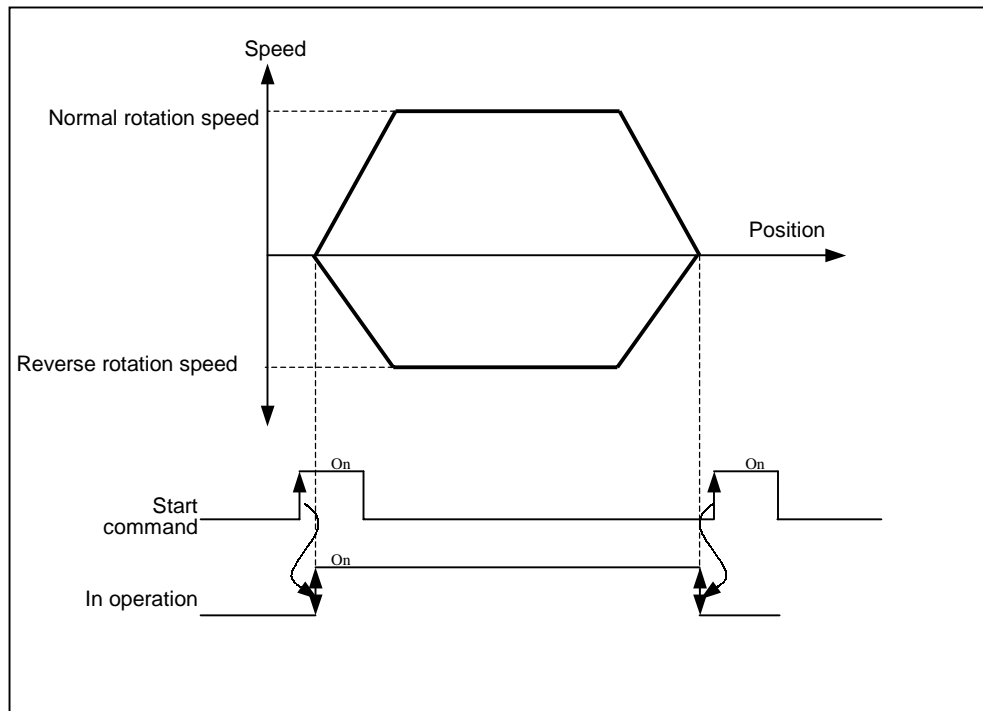 Speed
Normal rotation speed
Position
Reverse rotation speed
On
On
Start
command
On
In operation